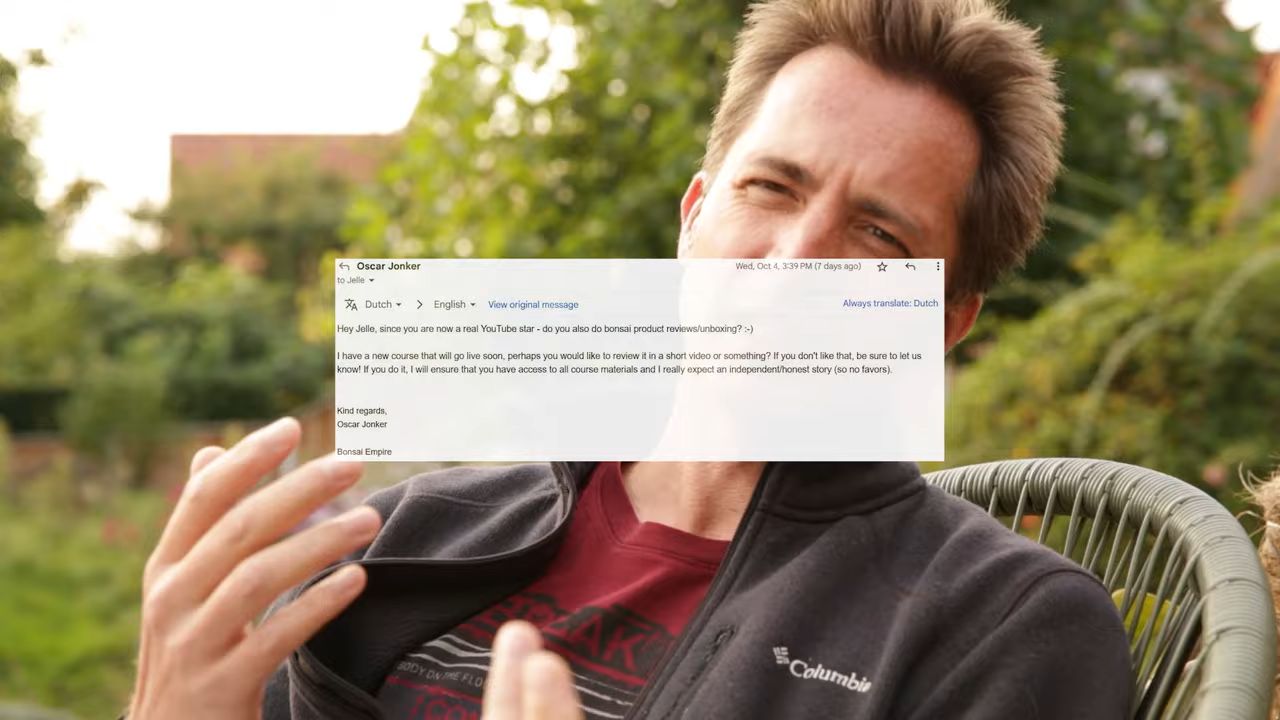 Oscar Jonker
Wed, Oct 4, 3:39 PM (7 days ago)
to Jelle
Dutch
English
View original message
Always translate: Dutch
Hey Jelle, since you are now a real YouTube star - do you also do bonsai product reviews/unboxing? :-)
I have a new course that will go live soon, perhaps you would like to review it in a short video or something? If you don't like that, be sure to let us
know! If you do it, I will ensure that you have access to all course materials and I really expect an independent/honest story (so no favors).
Kind regards,
Oscar Jonker
Bonsai Empire
BODY ON THE FLO
Columbia